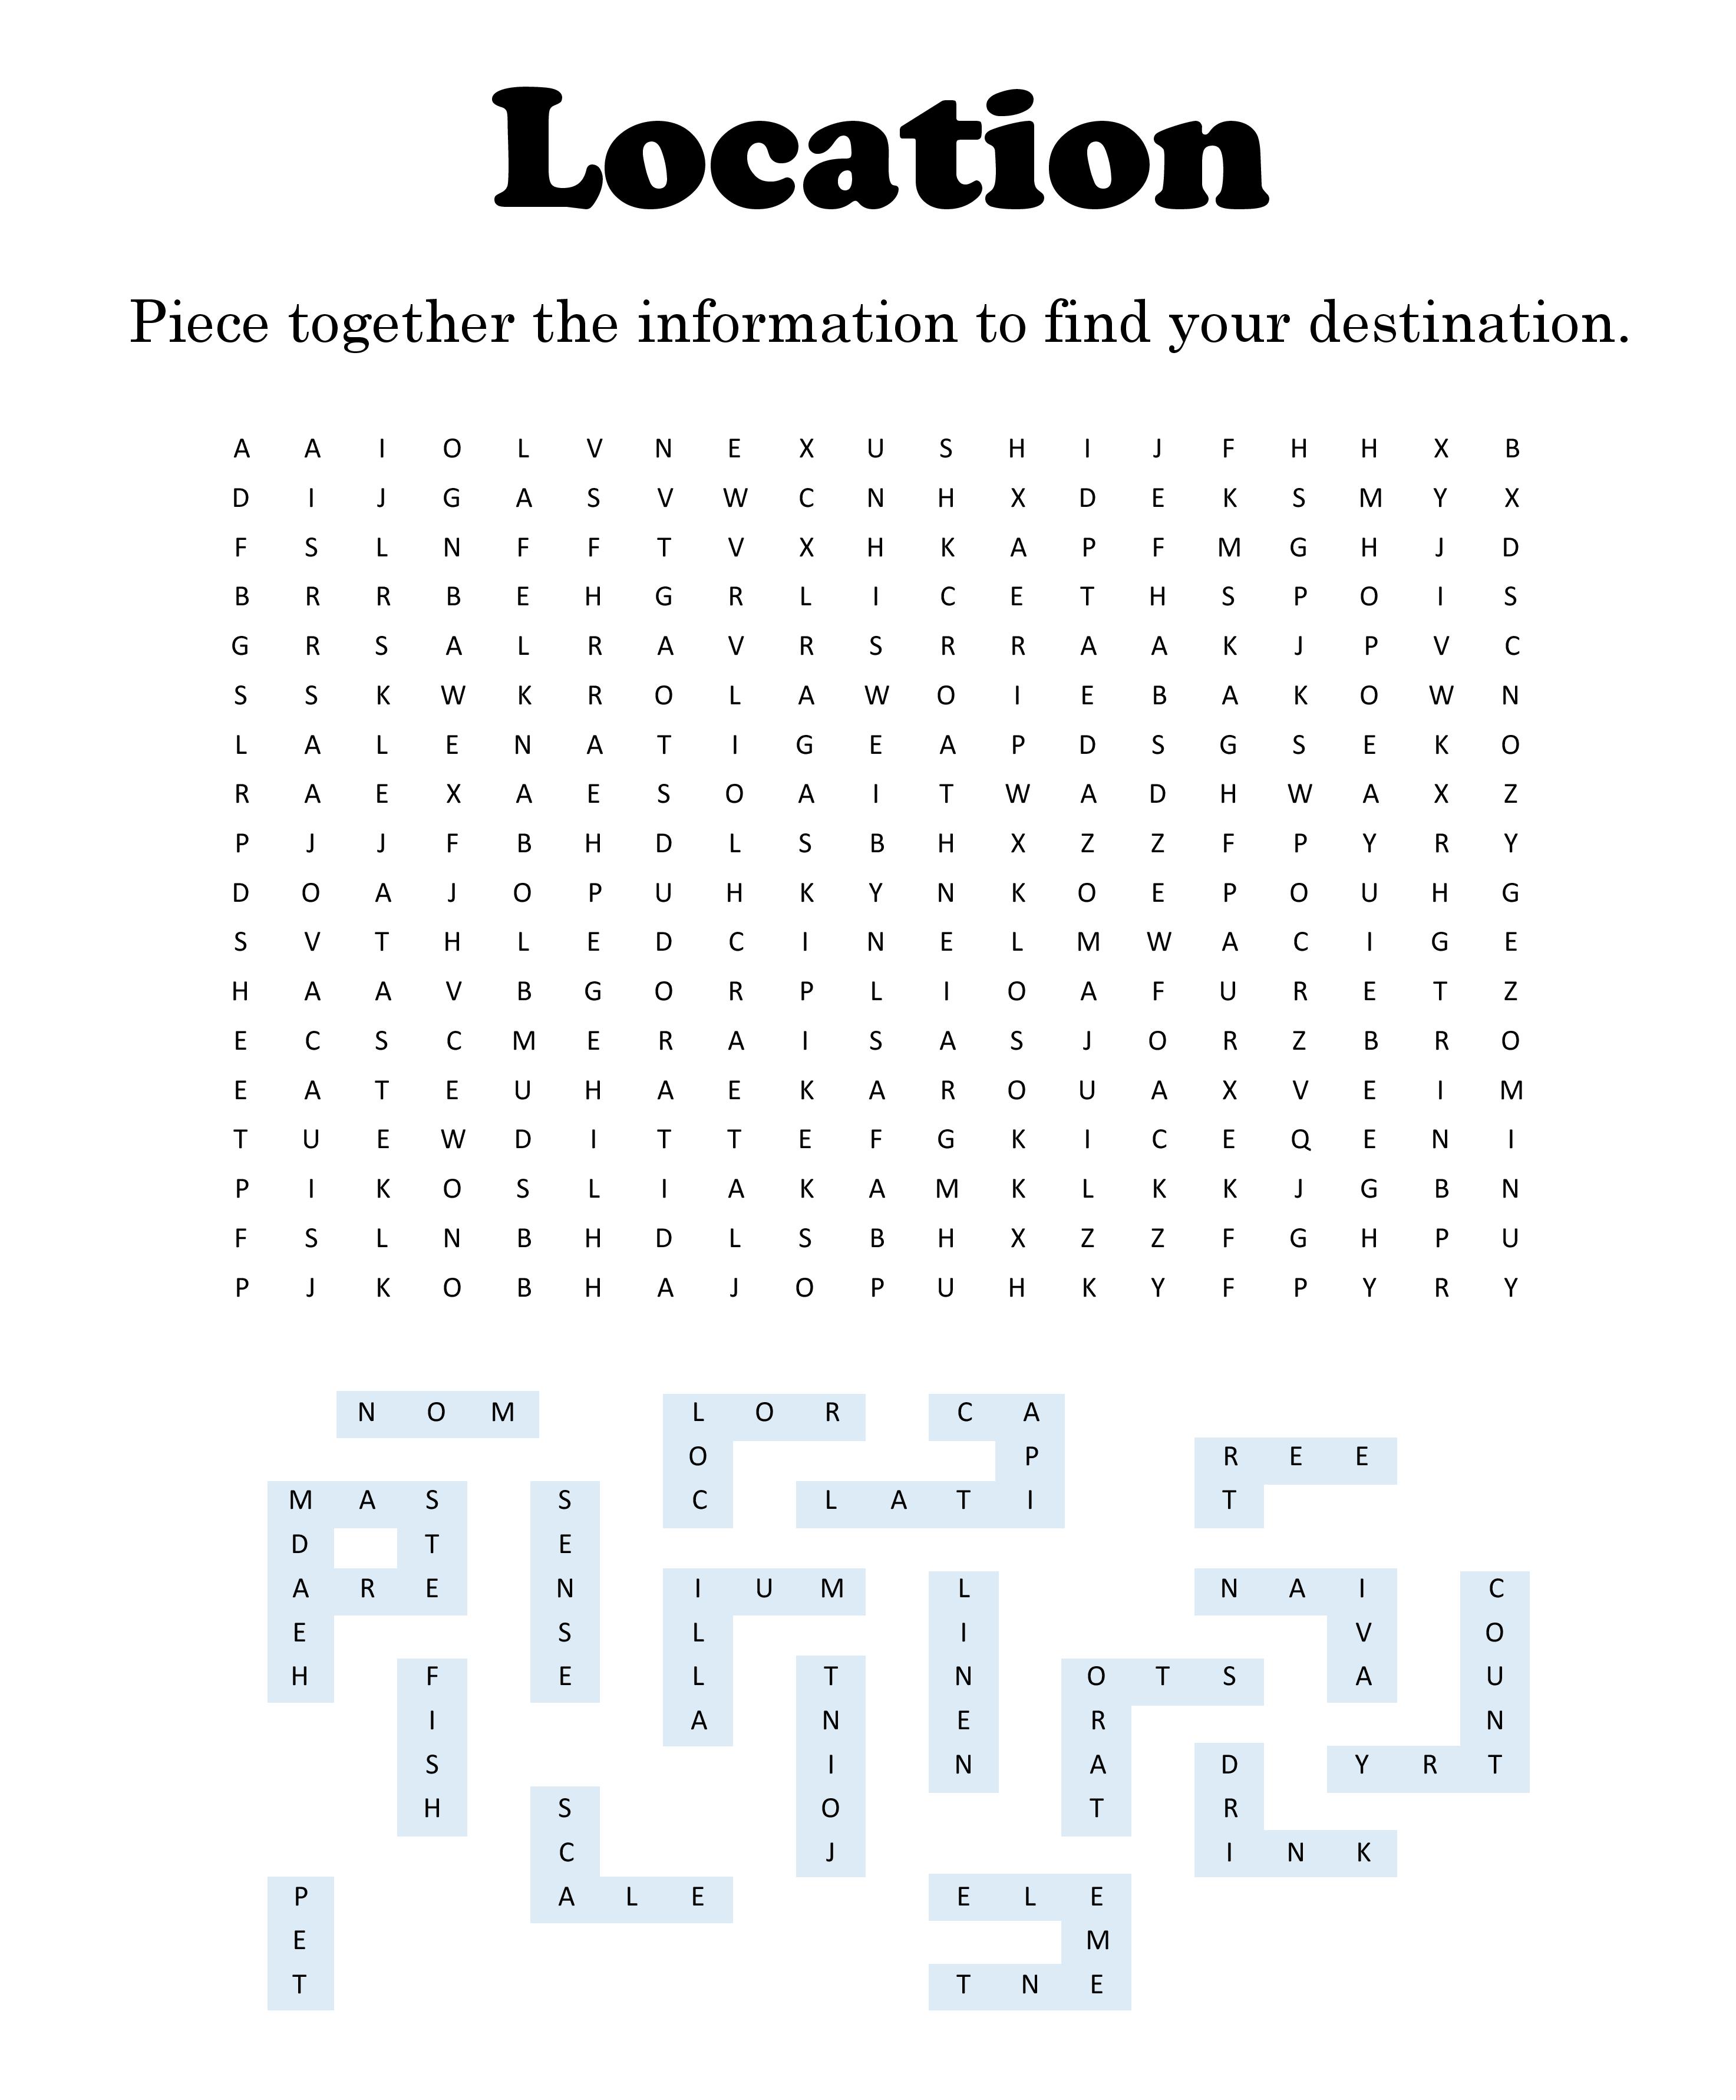 Location
Piece together the information to find your destination.
A A I O L V N E X U S H I J F H H X B
D I J G A S V W C N H X D E K S M Y X
F S L N F F T V X H K A P F M G H J D
B R R B E H G R L I C E T H S P O I S
G R S A L R A V R S R R A A K J P V C
S S K W K R O L A W O I E B A K O W N
L A L E N A T I G E A P D S G S E K O
R A E X A E S O A I T W A D H W A X Z
P J J F B H D L S B H X Z Z F P Y R Y
D O A J O P U H K Y N K O E P O U H G
S V T H L E D C I N E L M W A C I G E
H A A V B G O R P L I O A F U R E T Z
E C S C M E R A I S A S J O R Z B R O
E A T E U H A E K A R O U A X V E I M
T U E W D I T T E F G K I C E Q E N I
P I K O S L I A K A M K L K K J G B N
F S L N B H D L S B H X Z Z F G H P U
P J K O B H A J O P U H K Y F P Y R Y
N O M L O R C A
O P R E E
M A S S C L A T I T
D T E
A R E N I U M L N A I C
E S L I V O
H F E L T N O T S A U
I A N E R N
S I N A D Y R T
H S O T R
C J I N K
P A L E E L E
E M
T T N E